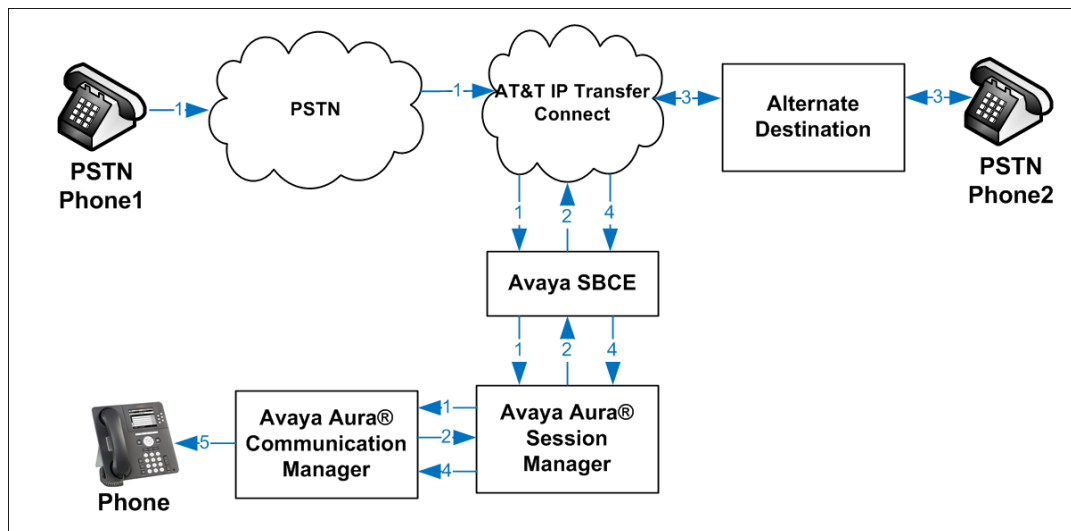 1
PSTN
Phone1
PSTN
1
AT&T IP Transfer
Connect
3
Alternate
Destination
3
PSTN
Phone2
1
2
4
Avaya SBCE
1
2
4
Phone
5
Avaya Aura®
Communication
Manager
1
2
4
Avaya Aura®
Session
Manager